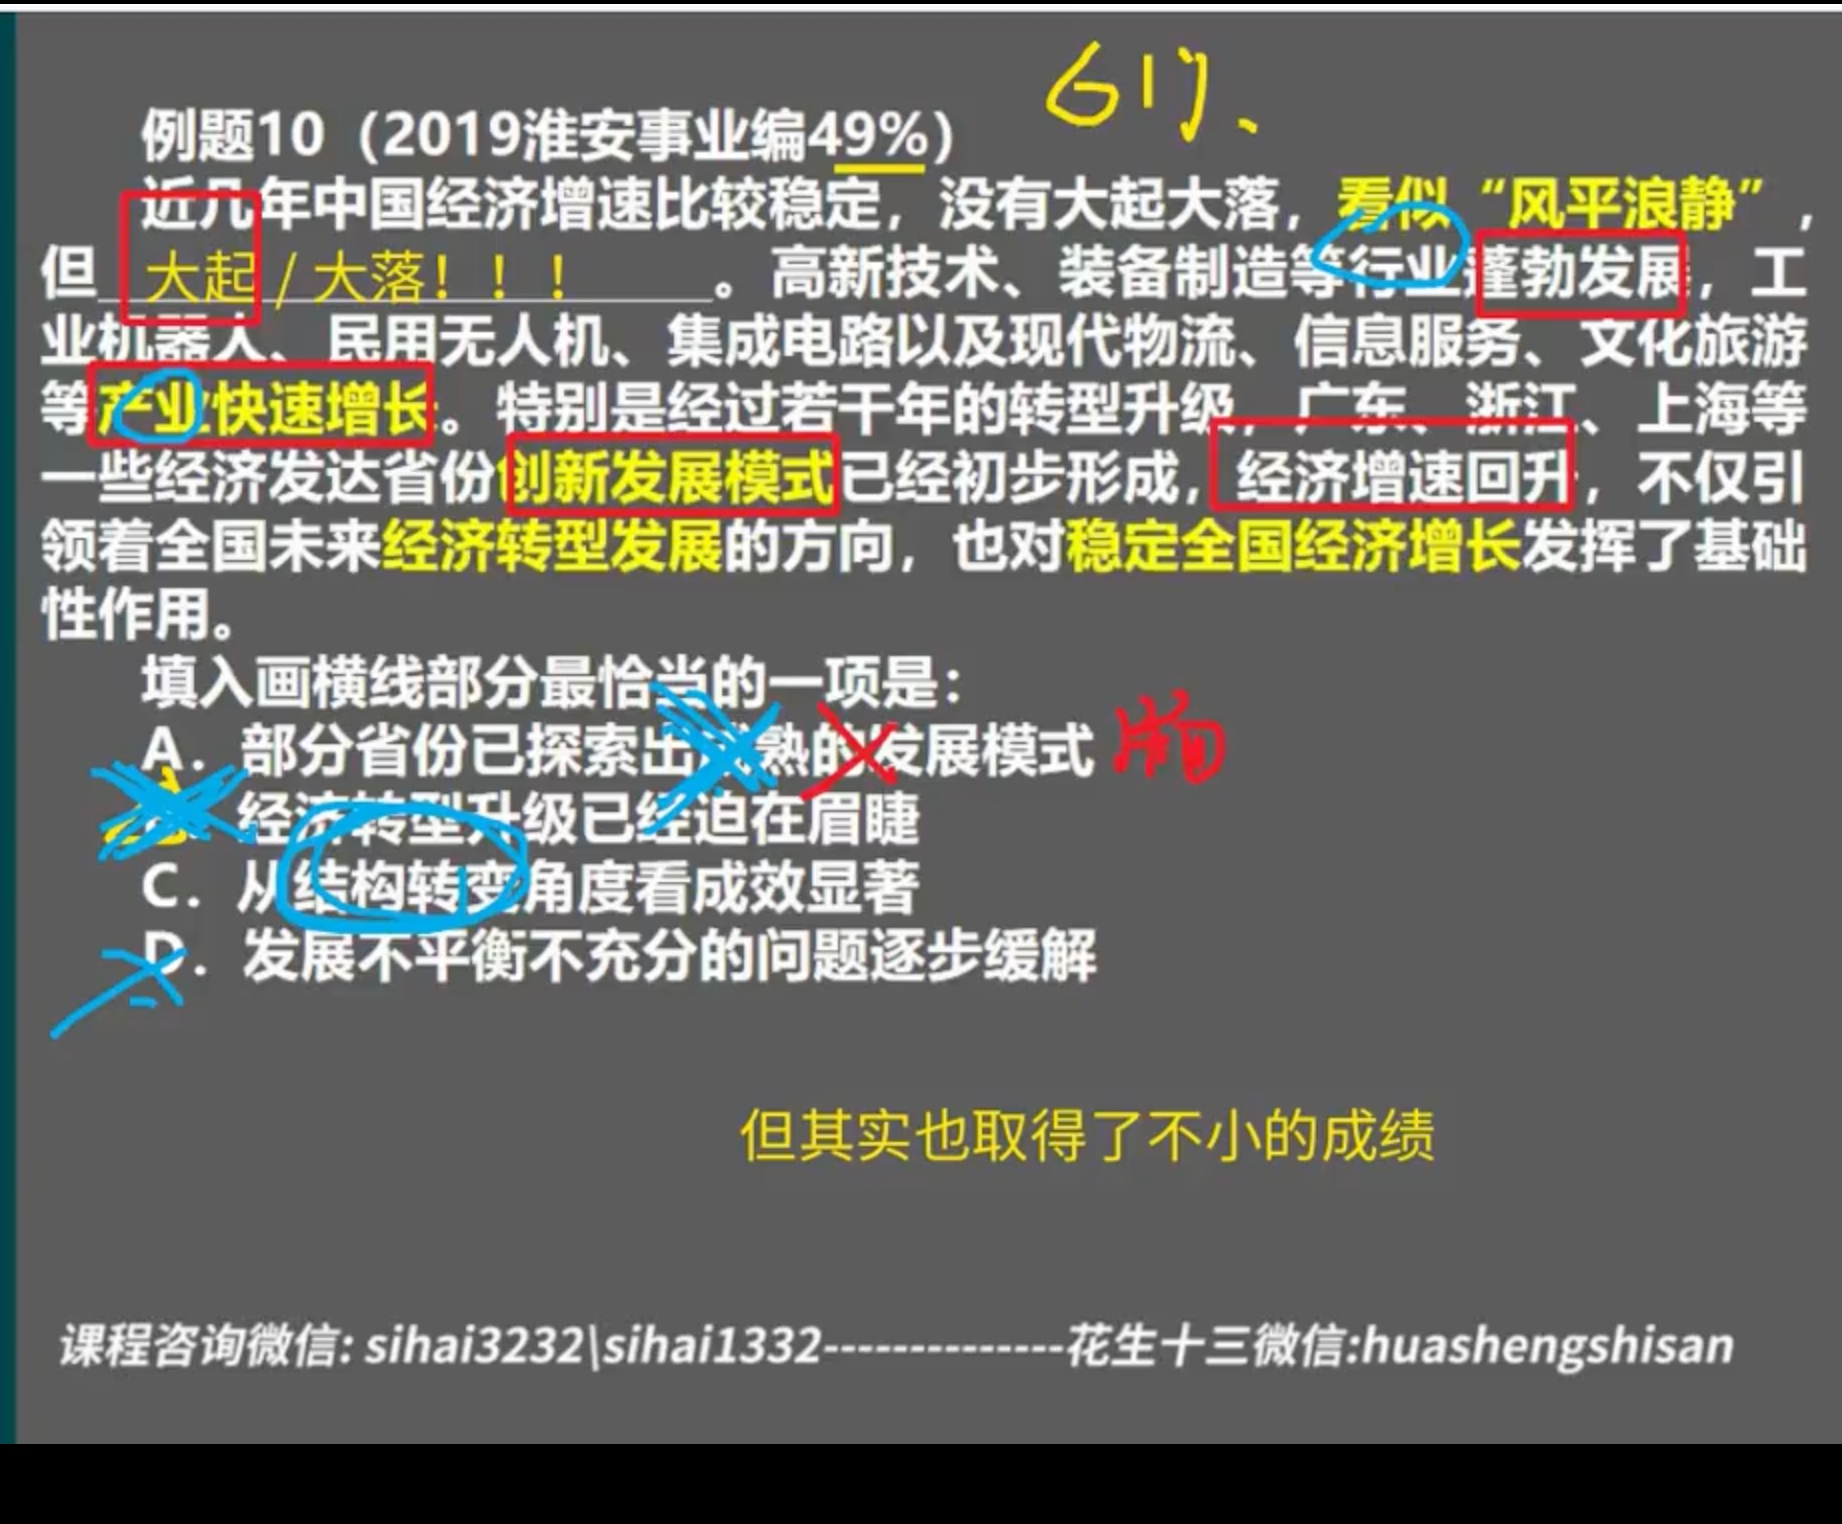 例题10（2019淮安事业编49%）
近几年中国经济增速比较稳定，没有大起大落，看似“风平浪静”，
但 大起 / 大落！！！ 。高新技术、装备制造等行业蓬勃发展，工
业机器人、民用无人机、集成电路以及现代物流、信息服务、文化旅游
等产业快速增长。特别是经过若干年的转型升级，广东、浙江、上海等
一些经济发达省份创新发展模式已经初步形成，经济增速回升，不仅引
领着全国未来经济转型发展的方向，也对稳定全国经济增长发挥了基础
性作用。
填入画横线部分最恰当的一项是：
A．部分省份已探索出成熟的发展模式
经济转型升级已经迫在眉睫
C．从结构转变角度看成效显著
D．发展不平衡不充分的问题逐步缓解
但其实也取得了不小的成绩
课程咨询微信: sihai3232\sihai1332--------------花生十三微信:huashengshisan